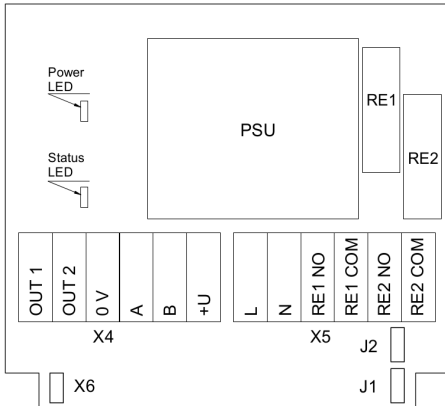 Power
LED
PSU
RE1
RE2
Status
LED
OUT 1
OUT 2
0 V
A
B
+U
L
N
RE1 NO
RE1 COM
RE2 NO
RE2 COM
X4
X5
J2
X6
J1